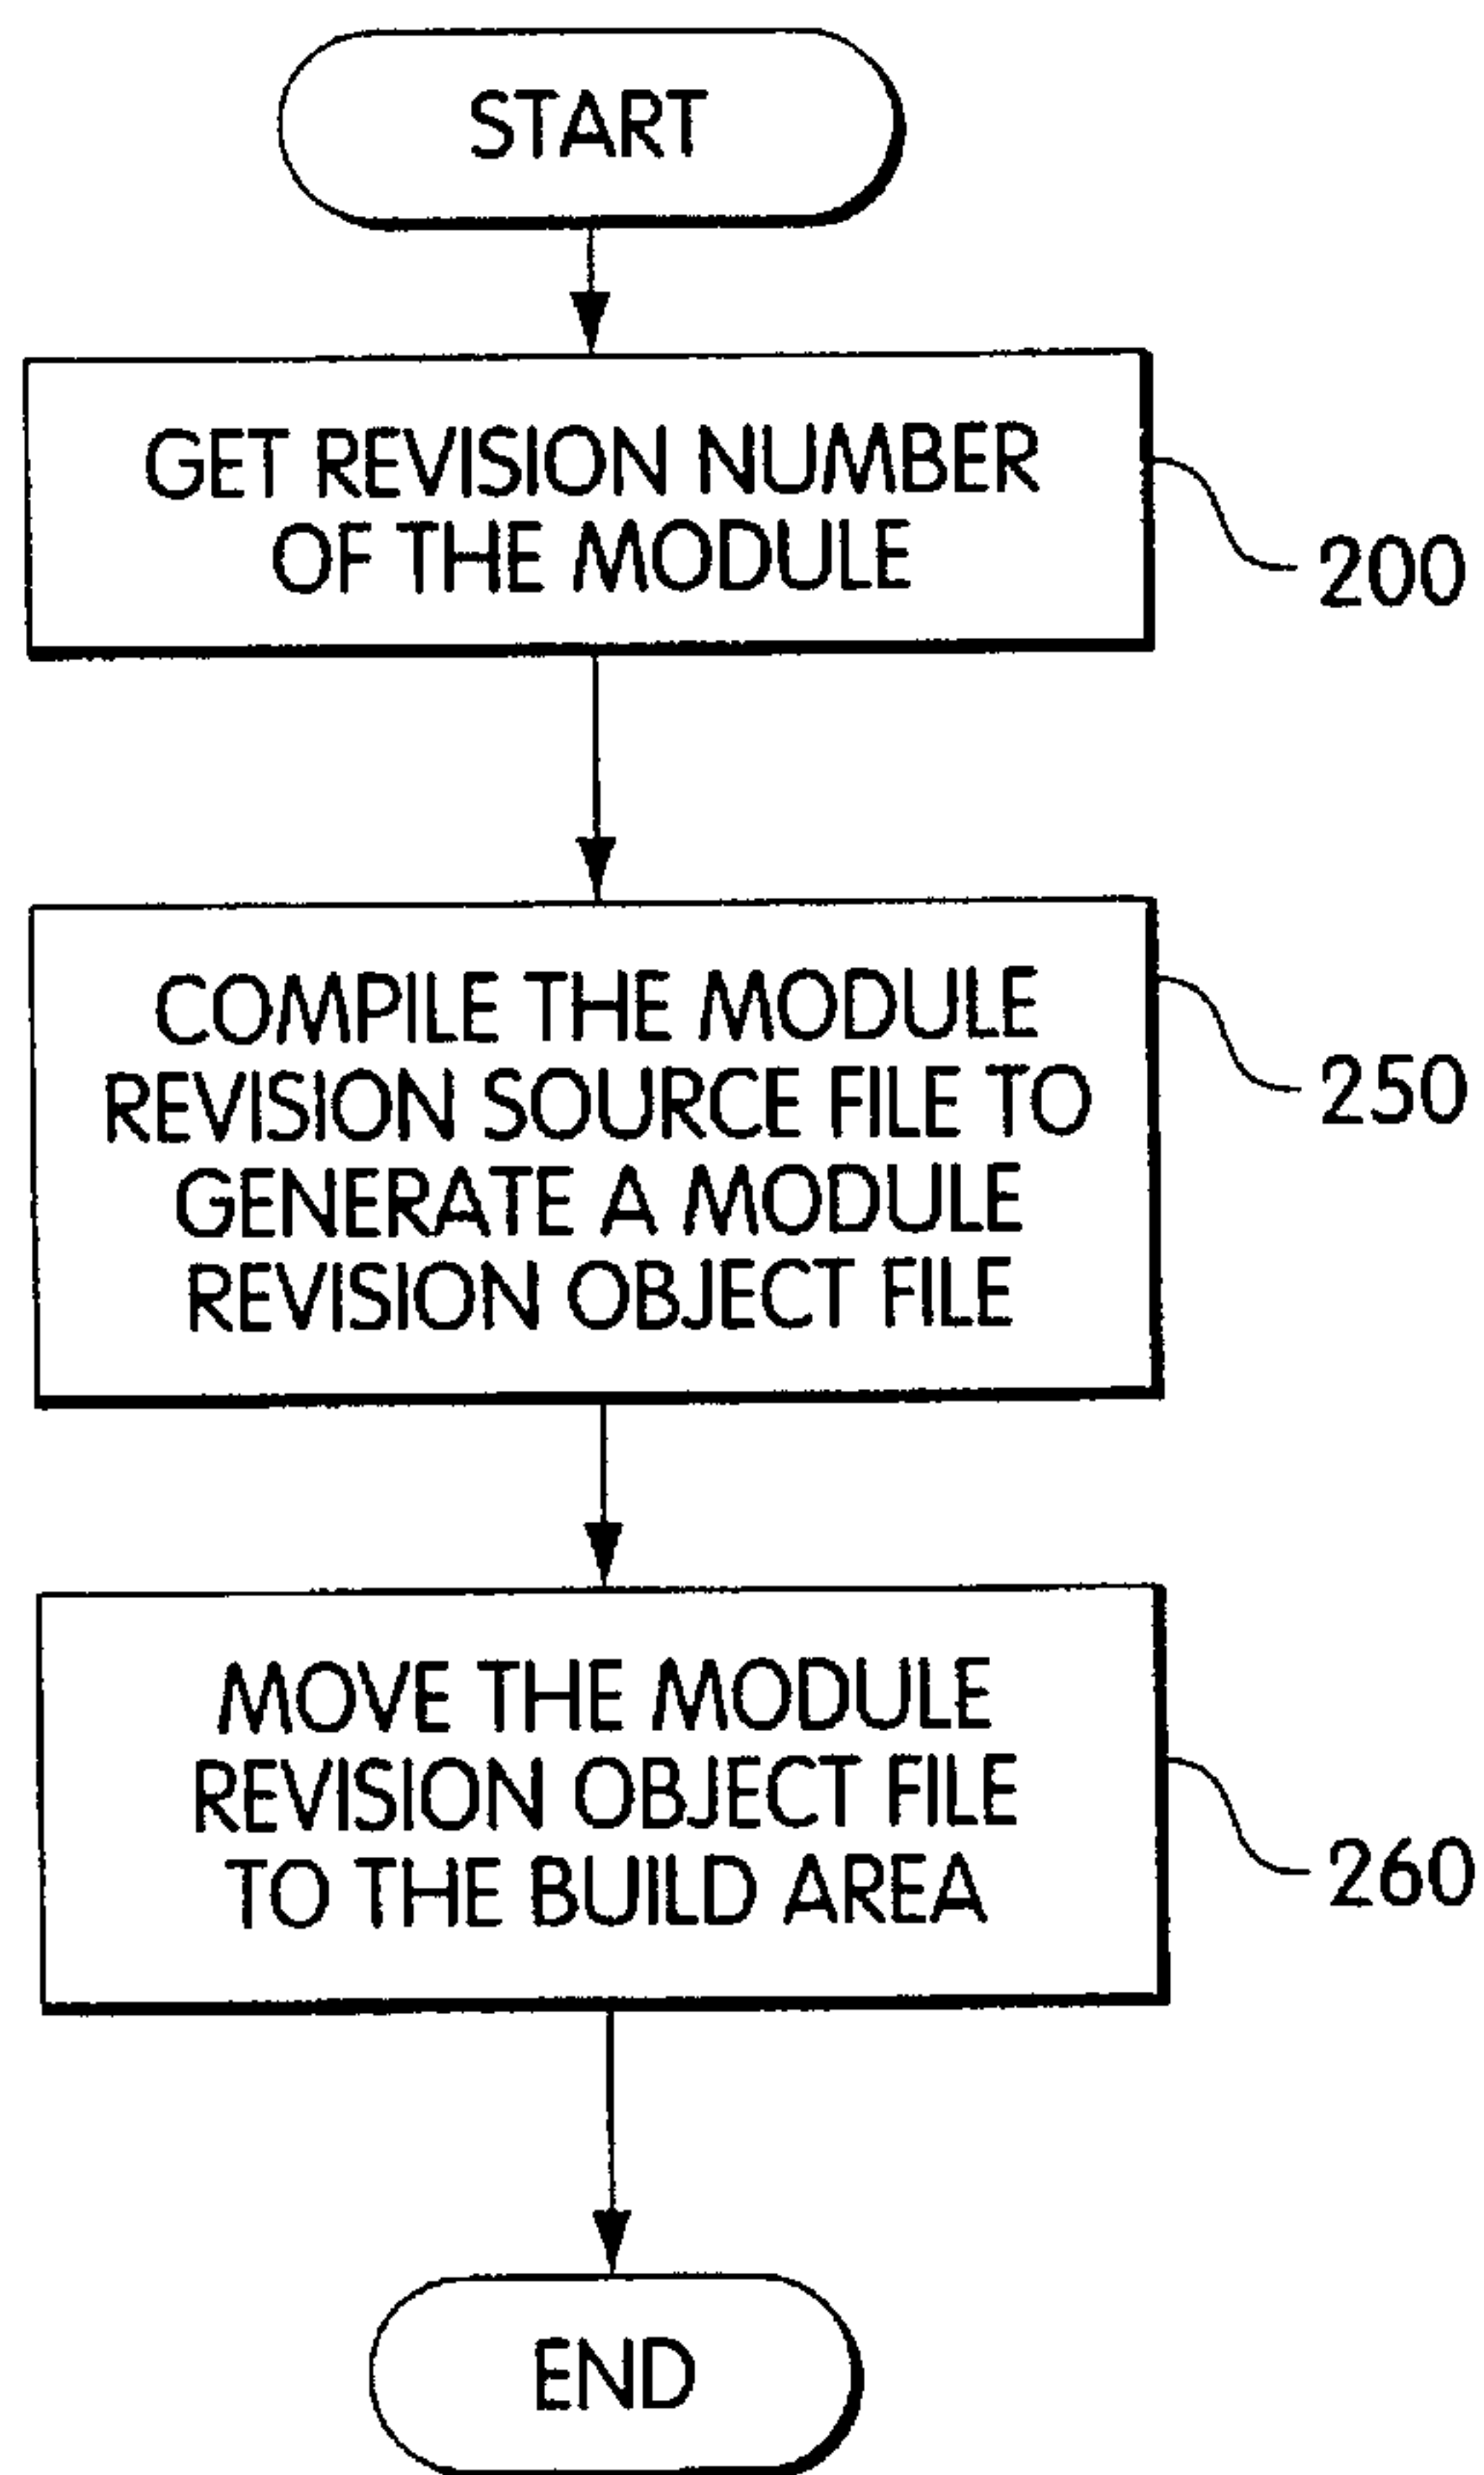 START
GET REVISION NUMBER
OF THE MODULE
200
COMPILE THE MODULE
REVISION SOURCE FILE TO
GENERATE A MODULE
REVISION OBJECT FILE
250
MOVE THE MODULE
REVISION OBJECT FILE
TO THE BUILD AREA
260
END